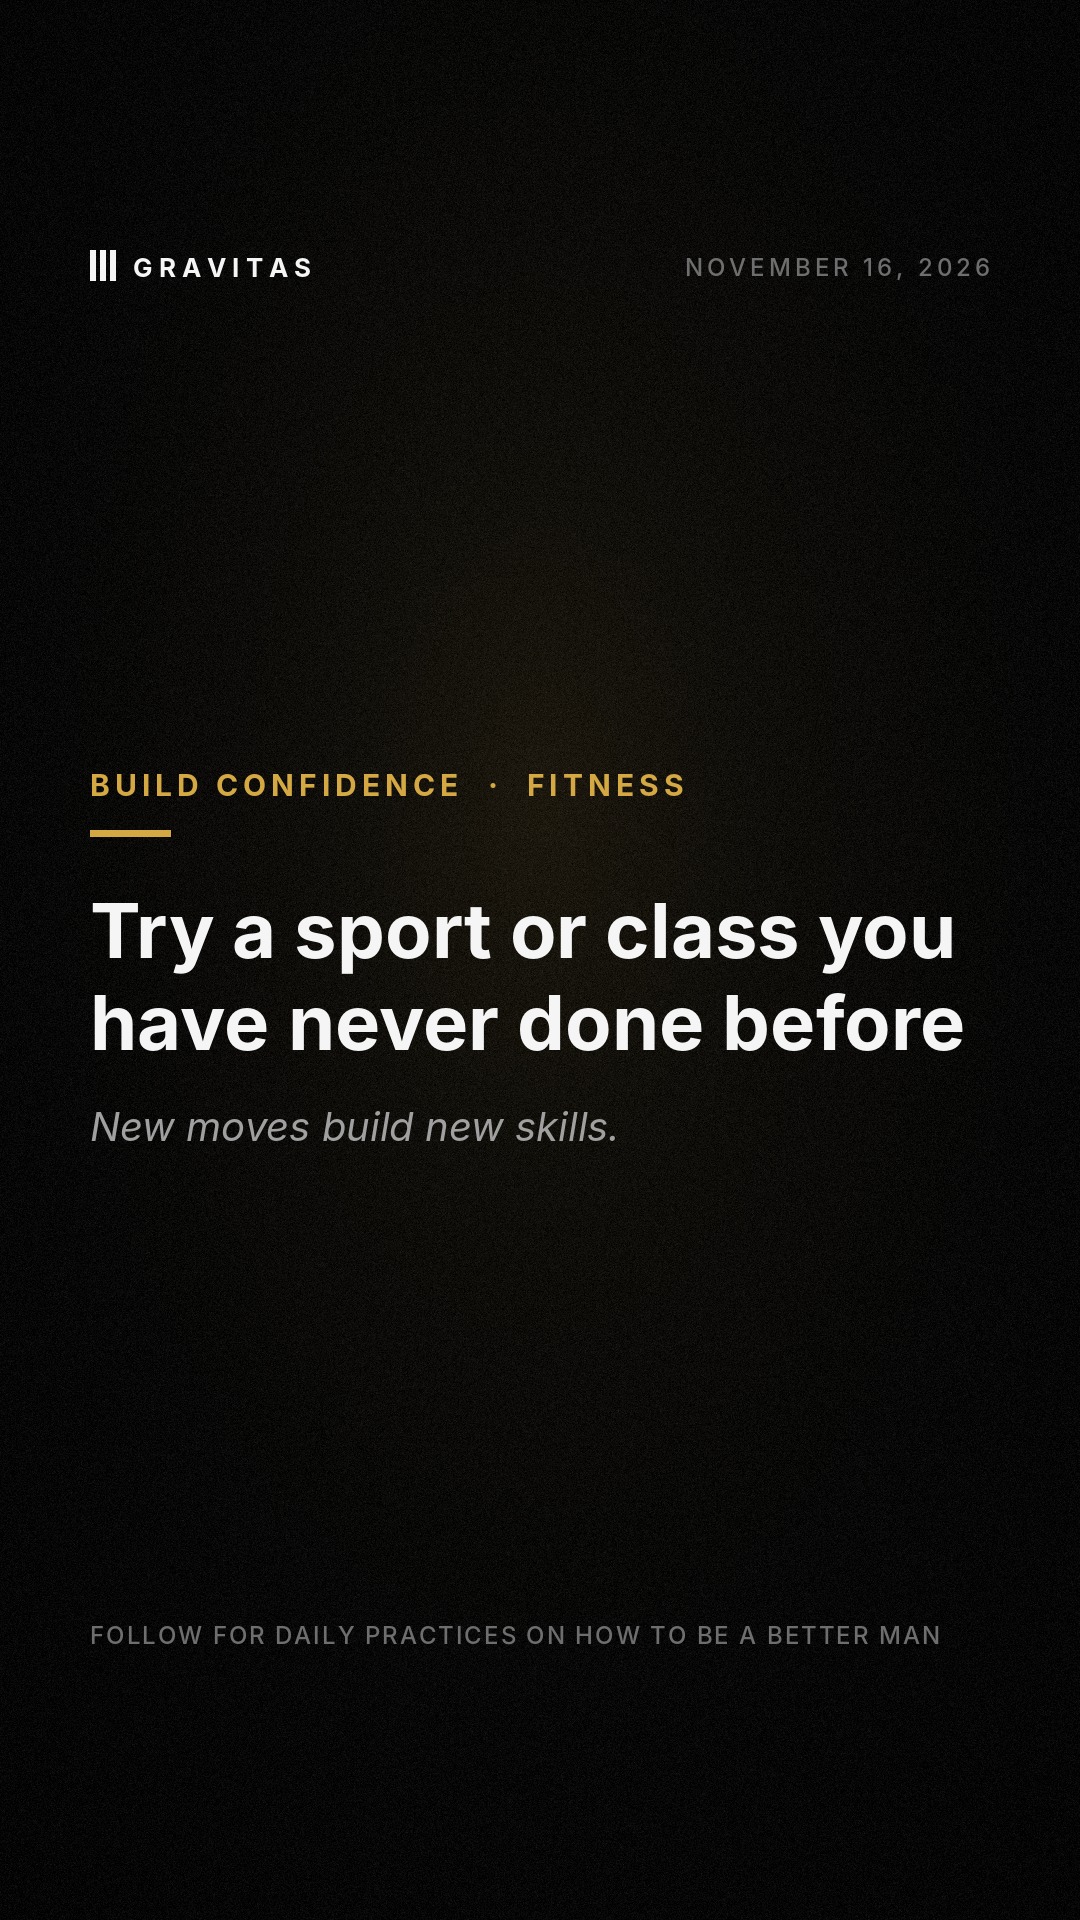 GRAVITAS
NOVEMBER 16, 2026
BUILD CONFIDENCE · FITNESS
Try a sport or class you
have never done before
New moves build new skills.
FOLLOW FOR DAILY PRACTICES ON HOW TO BE A BETTER MAN